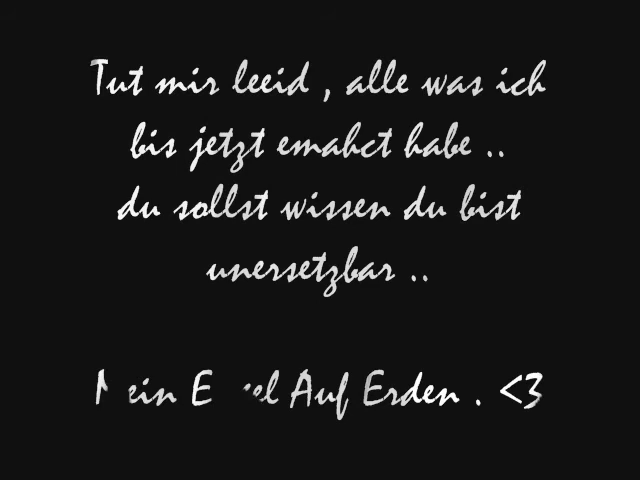 Tut mir leeid , alle was ich
bis jetzt emahct habe ..
du sollst wissen du bist
unersetzbar ..
Mein Engel Auf Erden . <3